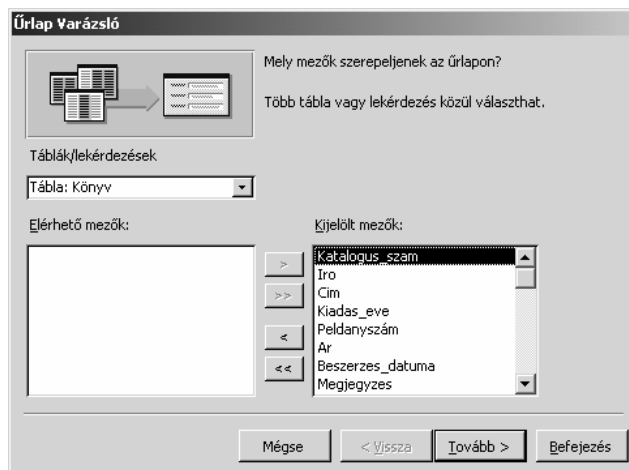 Űrlap Varázsló
Mely mezők szerepeljenek az űrlapon?
Több tábla vagy lekérdezés közül választhat.
Táblák/lekérdezések
Tábla: Könyv
Elérhető mezők:
Kijelölt mezők:
>
>>
<
<<
Katalogus_szam
Iro
Cim
Kiadas_eve
Peldanyszám
Ar
Beszerzes_datuma
Megjegyzes
Mégse
< Vissza
Tovább >
Befejezés